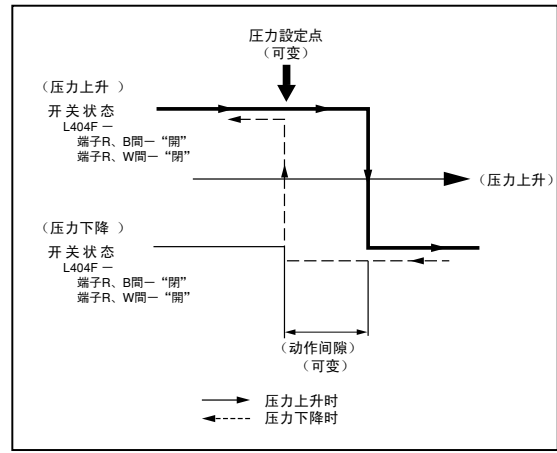 圧力設定点
（可变）
（压力上升 ）
开 关 状态
L404F －
端子R、B間－“開”
端子R、W間－“閉”
（压力上升）
（压力下降）
开 关 状态
L404F －
端子R、B間－“閉”
端子R、W間－“開”
（动作间隙）
（可变）
压力上升时
压力下降时